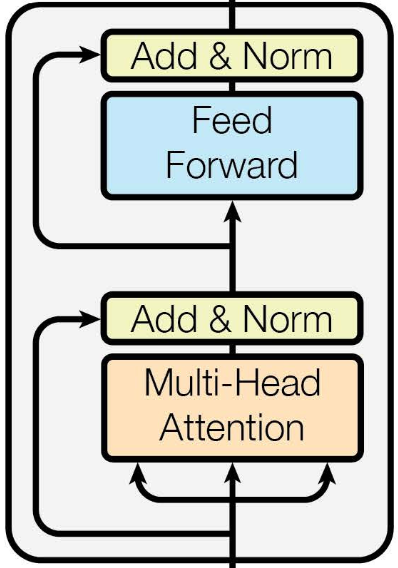 Add & Norm
Feed
Forward
Add & Norm
Multi-Head
Attention